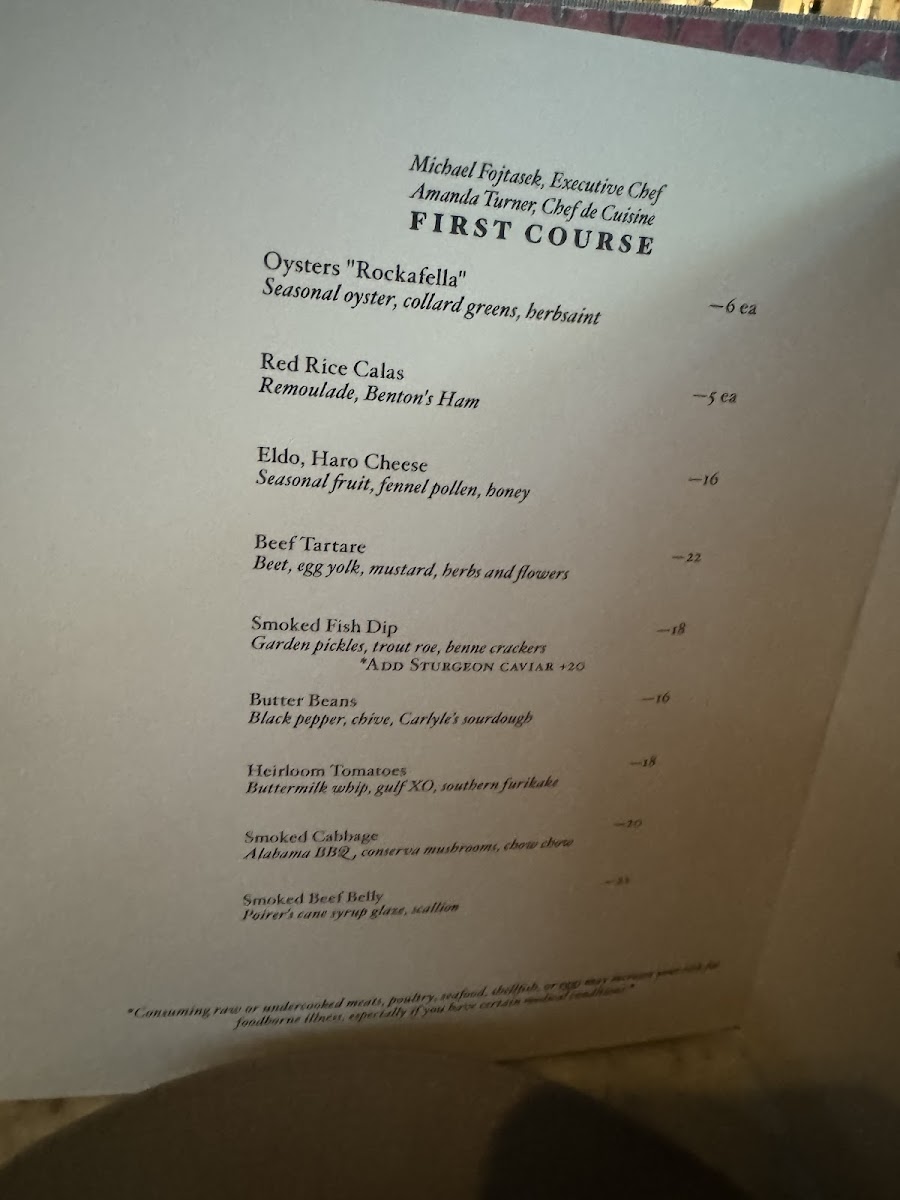 Michael Fojtasek, Executive Chef
Amanda Turner, Chef de Cuisine
FIRST COURSE
Oysters "Rockafella"
Seasonal oyster, collard greens, herbsaint
—6 ea
Red Rice Calas
Remoulade, Benton's Ham
—5 ea
Eldo, Haro Cheese
Seasonal fruit, fennel pollen, honey
—16
Beef Tartare
Beet, egg yolk, mustard, herbs and flowers
—22
Smoked Fish Dip
Garden pickles, trout roe, benne crackers
—18
*ADD STURGEON CAVIAR +20
Butter Beans
Black pepper, chive, Carlyle's sourdough
—16
Heirloom Tomatoes
Buttermilk whip, gulf XO, southern furikake
—18
Smoked Cabbage
Alabama BBQ, conserva mushrooms, chow chow
—20
Smoked Beef Belly
Poirer's cane syrup glaze, scallion
*Consuming raw or undercooked meats, poultry, seafood, shellfish, or eggs may increase your risk for
foodborne illness, especially if you have certain medical conditions*